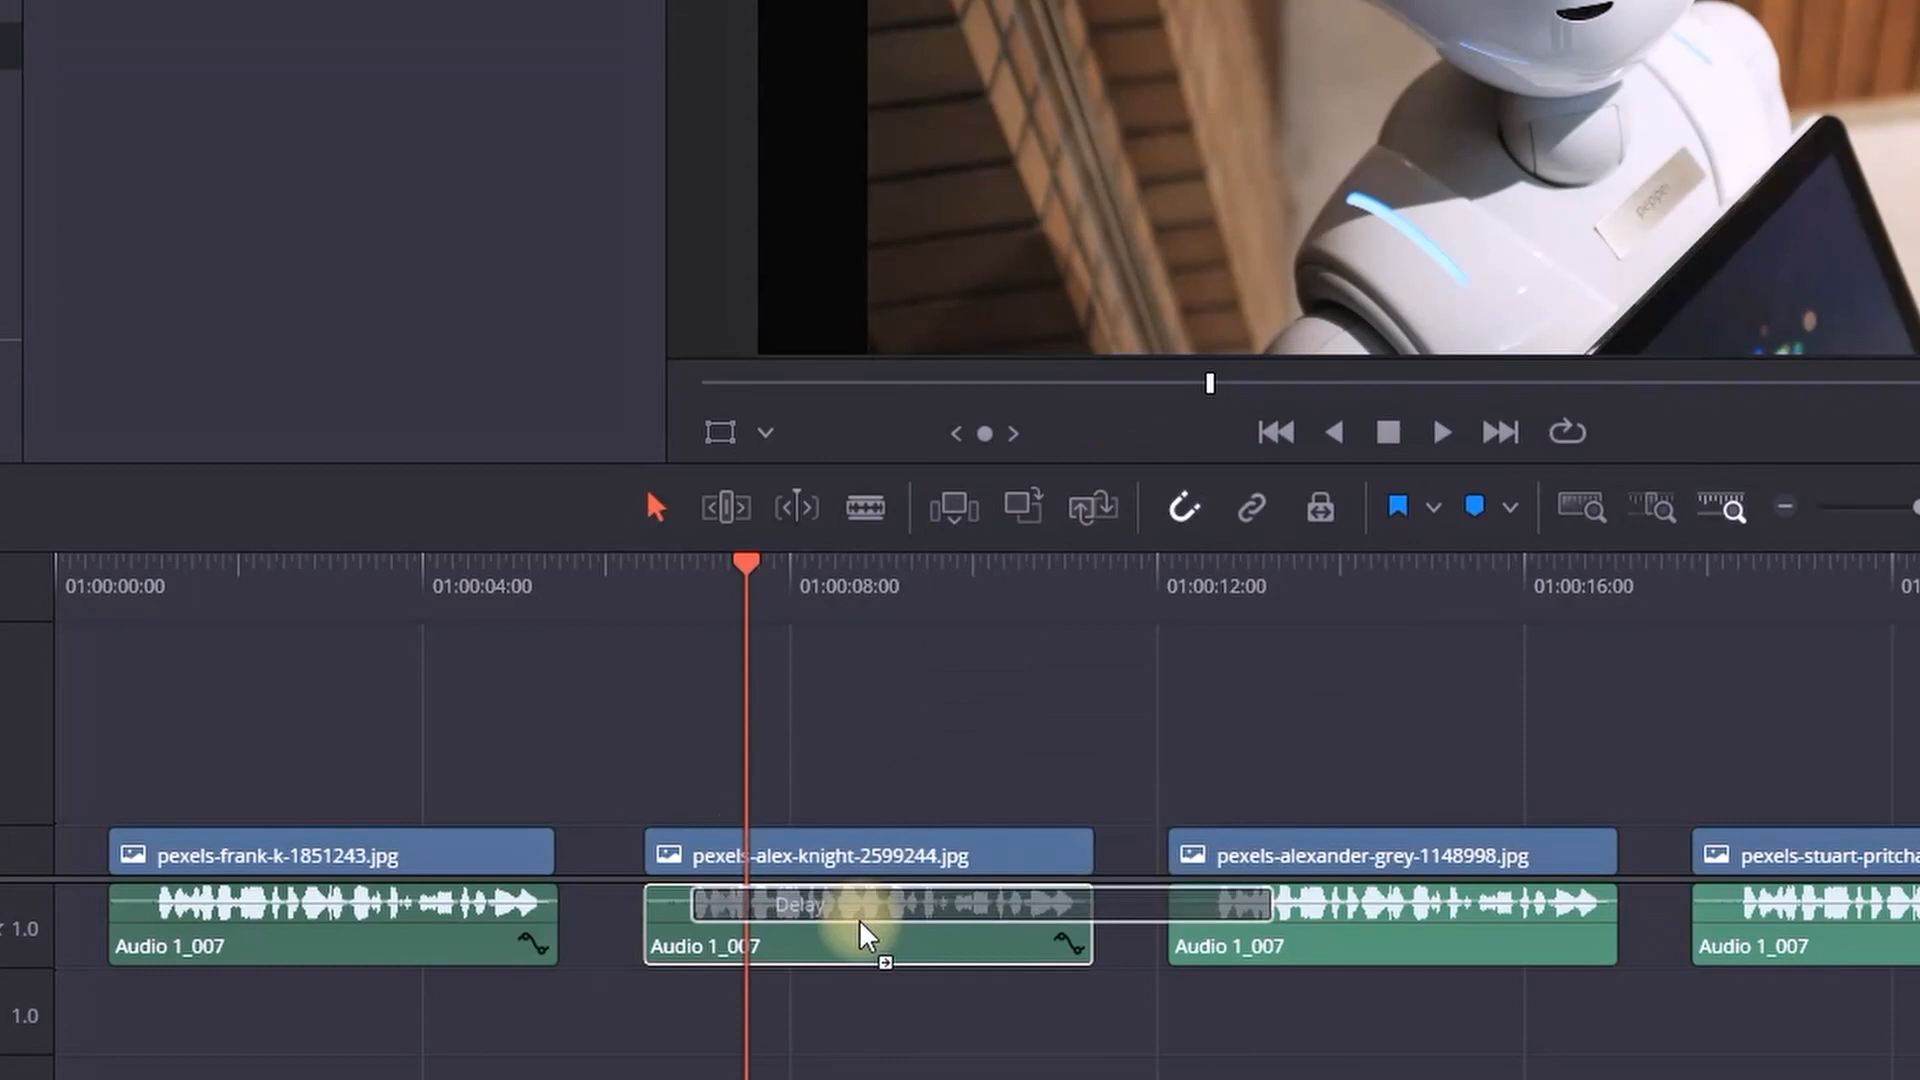 pepper
01:00:00:00
01:00:04:00
01:00:08:00
01:00:12:00
01:00:16:00
pexels-frank-k-1851243.jpg
pexels-alex-knight-2599244.jpg
pexels-alexander-grey-1148998.jpg
pexels-stuart-pritcha
Delay
1.0
Audio 1_007
Audio 1_007
Audio 1_007
Audio 1_007
1.0